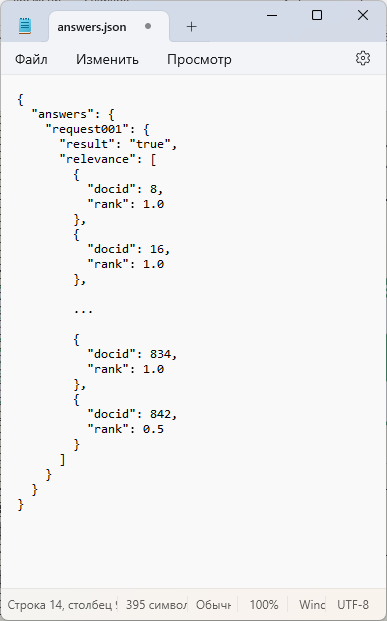 answers.json
Файл Изменить Просмотр
{
  "answers": {
    "request001": {
      "result": "true",
      "relevance": [
        {
          "docid": 8,
          "rank": 1.0
        },
        {
          "docid": 16,
          "rank": 1.0
        },
        ...
        {
          "docid": 834,
          "rank": 1.0
        },
        {
          "docid": 842,
          "rank": 0.5
        }
      ]
    }
  }
}
Строка 14, столбец 395 символ Обычн 100% Winc UTF-8